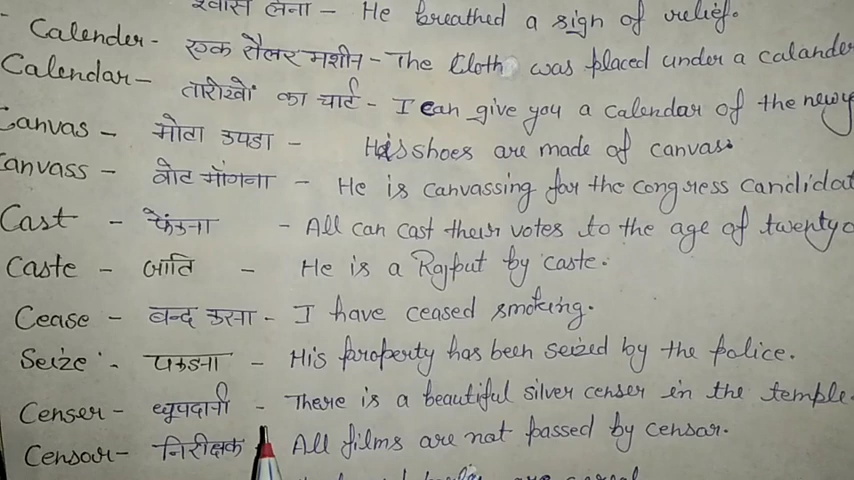 श्वास लेना - He breathed a sign of relief.
Calender - एक रोलर मशीन - The Cloth was placed under a calander
Calendar - तारीखों का चार्ट - I can give you a calendar of the newy
Canvas - मोटा कपडा - His shoes are made of canvas.
Canvass - वोट माँगना - He is canvassing for the congress candidat
Cast - फेंकना - All can cast their votes to the age of twentyo
Caste - जाति - He is a Rajput by caste.
Cease - बन्द करना - I have ceased smoking.
Seize - पकडना - His property has been seized by the police.
Censer - धूपदानी - There is a beautiful silver censer in the temple.
Censor - निरीक्षक - All films are not passed by censor.